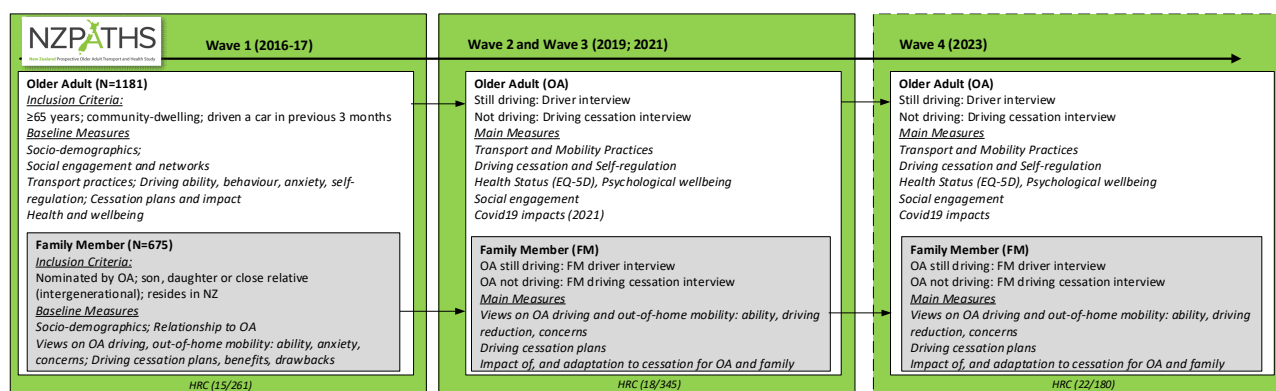 NZPATHS
New Zealand Prospective Older Adult Transport and Health Study
Wave 1 (2016-17)
Older Adult (N=1181)
Inclusion Criteria:
≥65 years; community-dwelling; driven a car in previous 3 months
Baseline Measures
Socio-demographics;
Social engagement and networks
Transport practices; Driving ability, behaviour, anxiety, self-
regulation; Cessation plans and impact
Health and wellbeing
Family Member (N=675)
Inclusion Criteria:
Nominated by OA; son, daughter or close relative
(intergenerational); resides in NZ
Baseline Measures
Socio-demographics; Relationship to OA
Views on OA driving, out-of-home mobility: ability, anxiety,
concerns; Driving cessation plans, benefits, drawbacks
HRC (15/261)
Wave 2 and Wave 3 (2019; 2021)
Older Adult (OA)
Still driving: Driver interview
Not driving: Driving cessation interview
Main Measures
Transport and Mobility Practices
Driving cessation and Self-regulation
Health Status (EQ-5D), Psychological wellbeing
Social engagement
Covid19 impacts (2021)
Family Member (FM)
OA still driving: FM driver interview
OA not driving: FM driving cessation interview
Main Measures
Views on OA driving and out-of-home mobility: ability, driving
reduction, concerns
Driving cessation plans
Impact of, and adaptation to cessation for OA and family
HRC (18/345)
Wave 4 (2023)
Older Adult (OA)
Still driving: Driver interview
Not driving: Driving cessation interview
Main Measures
Transport and Mobility Practices
Driving cessation and Self-regulation
Health Status (EQ-5D), Psychological wellbeing
Social engagement
Covid19 impacts
Family Member (FM)
OA still driving: FM driver interview
OA not driving: FM driving cessation interview
Main Measures
Views on OA driving and out-of-home mobility: ability, driving
reduction, concerns
Driving cessation plans
Impact of, and adaptation to cessation for OA and family
HRC (22/180)